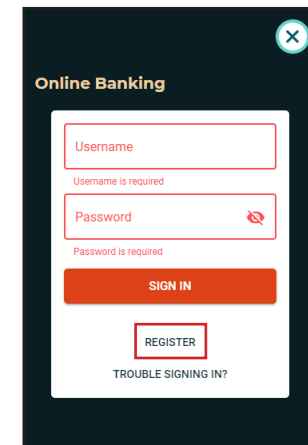 Online Banking
Username
Username is required
Password
Password is required
SIGN IN
REGISTER
TROUBLE SIGNING IN?